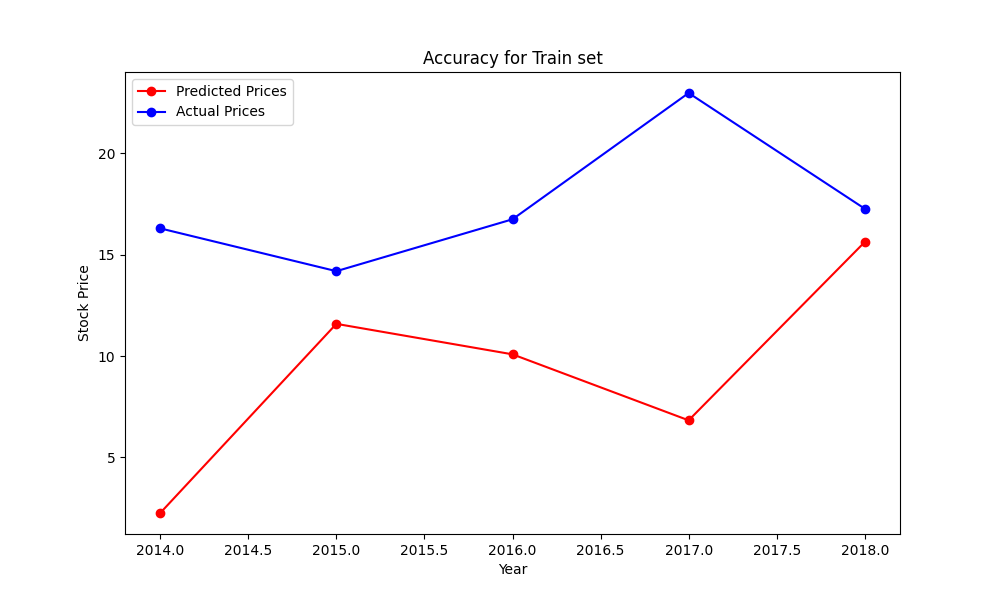 Accuracy for Train set
Predicted Prices
Actual Prices
20
15
10
5
Stock Price
2014.0 2014.5 2015.0 2015.5 2016.0 2016.5 2017.0 2017.5 2018.0
Year